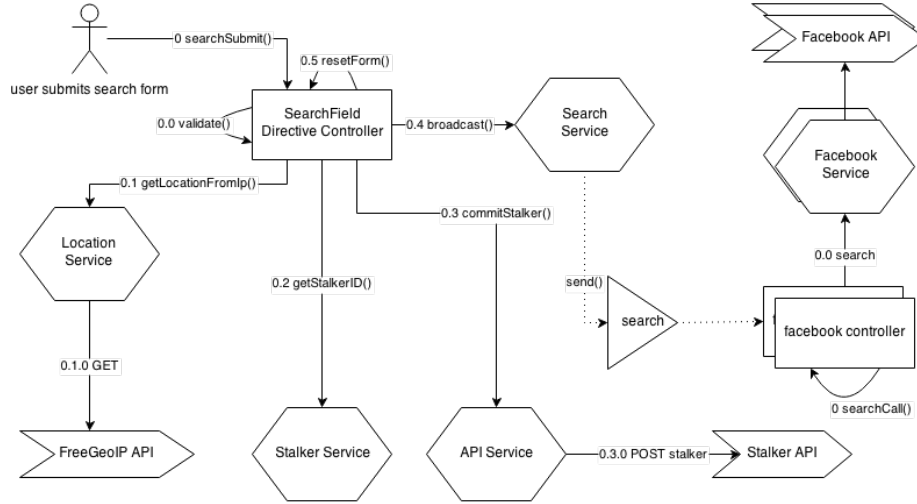 0 searchSubmit()
Facebook API
0.5 resetForm()
user submits search form
SearchField
Directive Controller
0.0 validate()
0.4 broadcast()
Search
Service
Facebook
Service
0.1 getLocationFromIp()
0.3 commitStalker()
Location
Service
0.0 search
0.2 getStalkerID()
send()
search
f
facebook controller
0.1.0 GET
0 searchCall()
FreeGeoIP API
Stalker Service
API Service
0.3.0 POST stalker
Stalker API